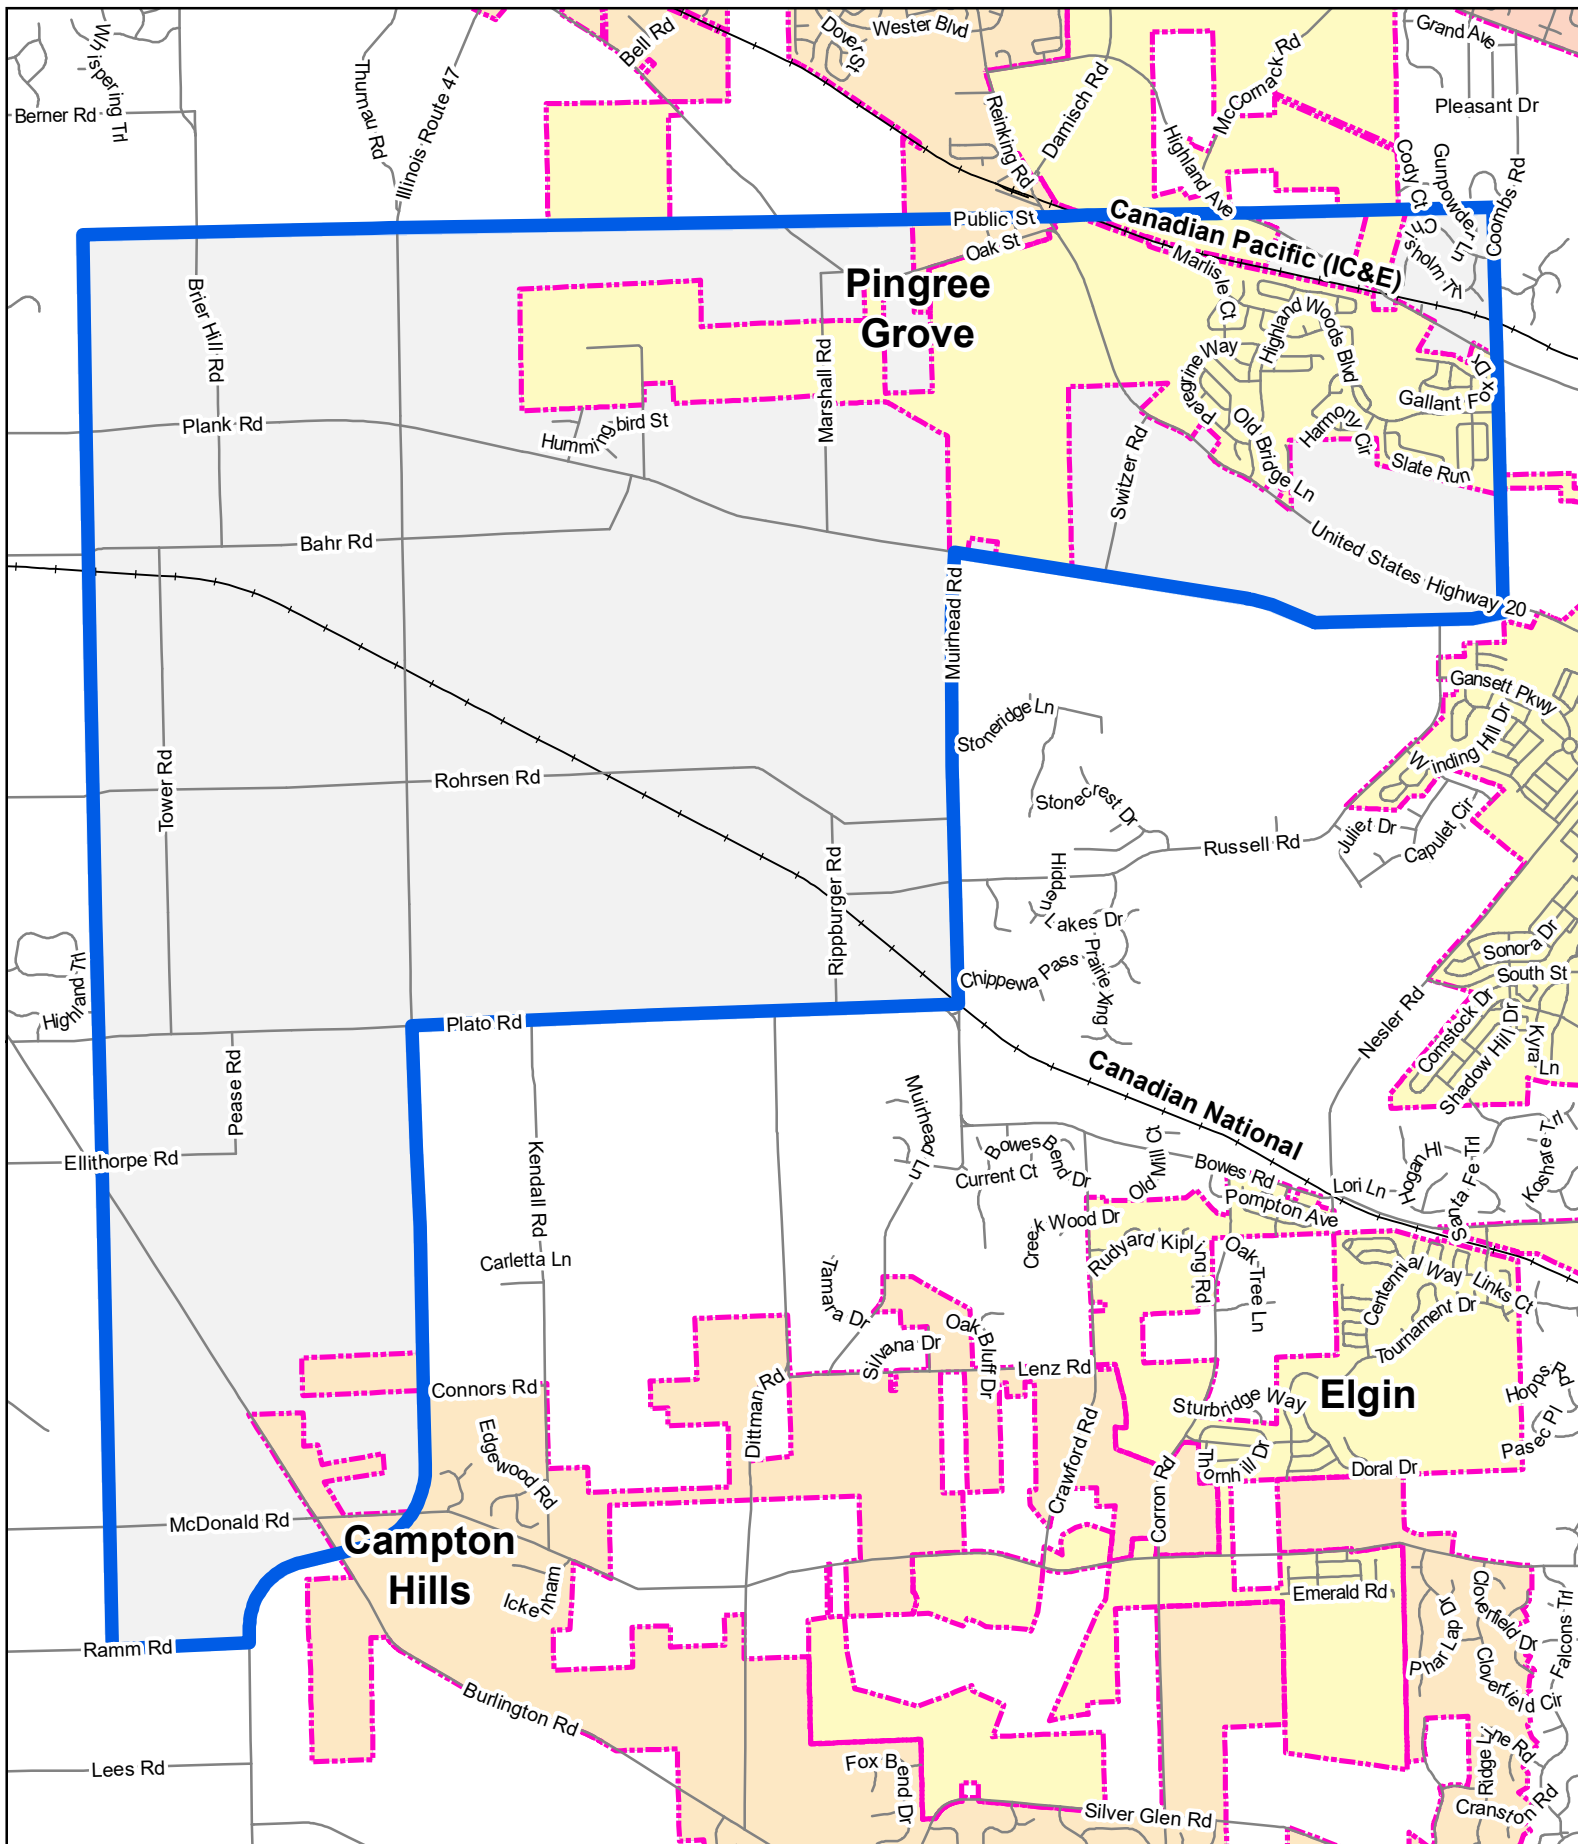 Whispering Trl
Berner Rd
Thurnau Rd
Illinois Route 47
Bell Rd
Dover St
Wester Blvd
Reinking Rd
Damisch Rd
McCornack Rd
Highland Ave
Grand Ave
Pleasant Dr
Cody Ct
Gunpowder Ln
Chisholm Trl
Coombs Rd
Public St
Oak St
Canadian Pacific (IC&E)
Pingree
Grove
Marlisle Ct
Highland Woods Blvd
Peregrine Way
Old Bridge Ln
Harmony Cir
Gallant Fox Dr
Slate Run
Brier Hill Rd
Plank Rd
Hummingbird St
Marshall Rd
Switzer Rd
Bahr Rd
United States Highway 20
Muirhead Rd
Gansett Pkwy
Winding Hill Dr
Stoneridge Ln
Stonecrest Dr
Tower Rd
Rohrsen Rd
Russell Rd
Juliet Dr
Capulet Cir
Rippburger Rd
Hidden Lakes Dr
Prairie Xng
Chippewa Pass
Highland Trl
Sonora Dr
South St
Comstock Dr
Shadow Hill Dr
Kyra Ln
Nesler Rd
Plato Rd
Pease Rd
Ellithorpe Rd
Canadian National
Muirhead Ln
Bowes Bend Dr
Current Ct
Old Mill Ct
Bowes Rd
Pompton Ave
Lori Ln
Hogan Hl
Santa Fe Trl
Koshare Trl
Kendall Rd
Carletta Ln
Creek Wood Dr
Rudyard Kipling Rd
Oak Tree Ln
Centennial Way
Links Ct
Tournament Dr
Tamara Dr
Silvana Dr
Oak Bluff Dr
Lenz Rd
Connors Rd
Edgewood Rd
Dittman Rd
Crawford Rd
Sturbridge Way
Elgin
Hopps Rd
Pasec Pl
Thornhill Dr
Corron Rd
Doral Dr
McDonald Rd
Campton
Hills
Ickenham
Emerald Rd
Phar Lap Dr
Cloverfield Dr
Cloverfield Cir
Falcons Trl
Ramm Rd
Burlington Rd
Lees Rd
Fox Bend Dr
Silver Glen Rd
Ridge Line Rd
Cranston Rd